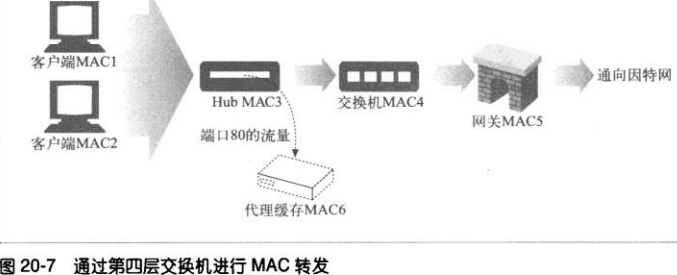 客户端MAC1
客户端MAC2
Hub MAC3
交换机MAC4
网关MAC5
通向因特网
端口80的流量
代理缓存MAC6
图 20-7 通过第四层交换机进行 MAC 转发